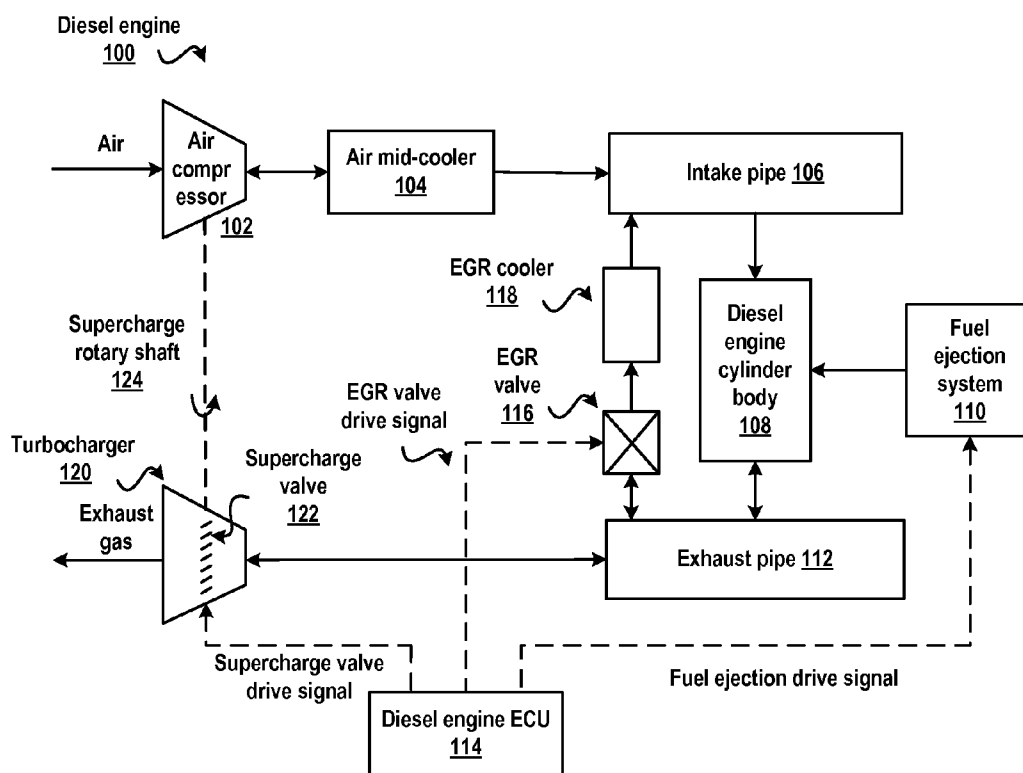 Diesel engine
100
Air
Air
compr
essor
102
Air mid-cooler
104
Intake pipe 106
EGR cooler
118
Diesel
engine
cylinder
body
108
Fuel
ejection
system
110
Supercharge
rotary shaft
124
EGR
valve
116
EGR valve
drive signal
Turbocharger
120
Supercharge
valve
122
Exhaust
gas
Exhaust pipe 112
Supercharge valve
drive signal
Fuel ejection drive signal
Diesel engine ECU
114